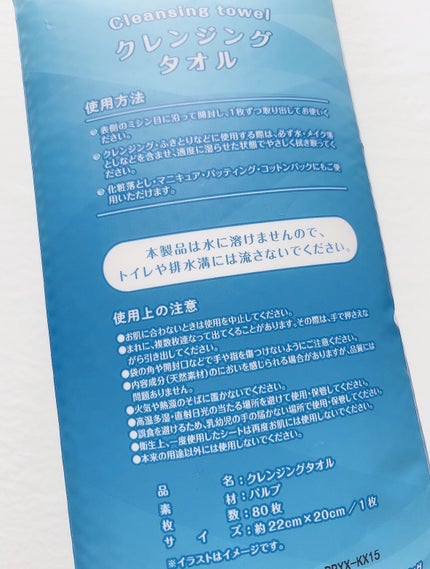 Cleansing towel
クレンジング
タオル
使用方法
●表側のミシン目に沿って開封し、1枚ずつ取り出してお使いく
ださい。
●クレンジング・ふきとりなどに使用する際は、必ず水・メイク落
としなどを含ませ、適度に湿らせた状態でやさしく拭き取ってく
ださい。
●化粧落とし・マニキュア・パッティング・コットンパックにもご使
用いただけます。
本製品は水に溶けませんので、
トイレや排水溝には流さないでください。
使用上の注意
●お肌に合わないときは使用を中止してください。
●まれに、複数枚連なって出てくることがあります。その際は、手で押さえな
がら引き出してください。
●袋の角や開封口などで手や指を傷つけないようにご注意ください。
●内容成分(天然素材)のにおいを感じられる場合がありますが、品質には
問題ありません。
●火気や熱源のそばに置かないでください。
●高温多湿・直射日光の当たる場所を避けて使用・保管してください。
●誤食を避けるため、乳幼児の手の届かない場所で使用・保管してください。
●衛生上、一度使用したシートは再度お肌には使用しないでください。
●本来の用途以外には使用しないでください。
品名:クレンジングタオル
素材:パルプ
枚数:80枚
サイズ:約22cm×20cm/1枚
※イラストはイメージです。